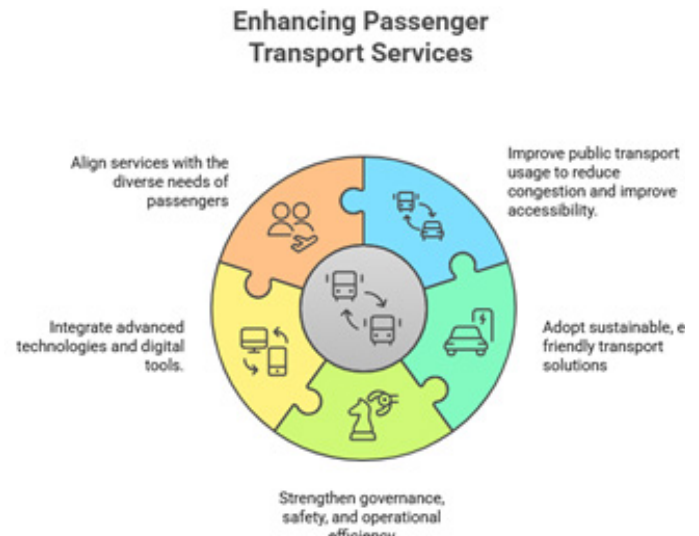 Enhancing Passenger
Transport Services
Align services with the
diverse needs of
passengers
Improve public transport
usage to reduce
congestion and improve
accessibility.
Integrate advanced
technologies and digital
tools.
Adopt sustainable, e
friendly transport
solutions
Strengthen governance,
safety, and operational
efficiency